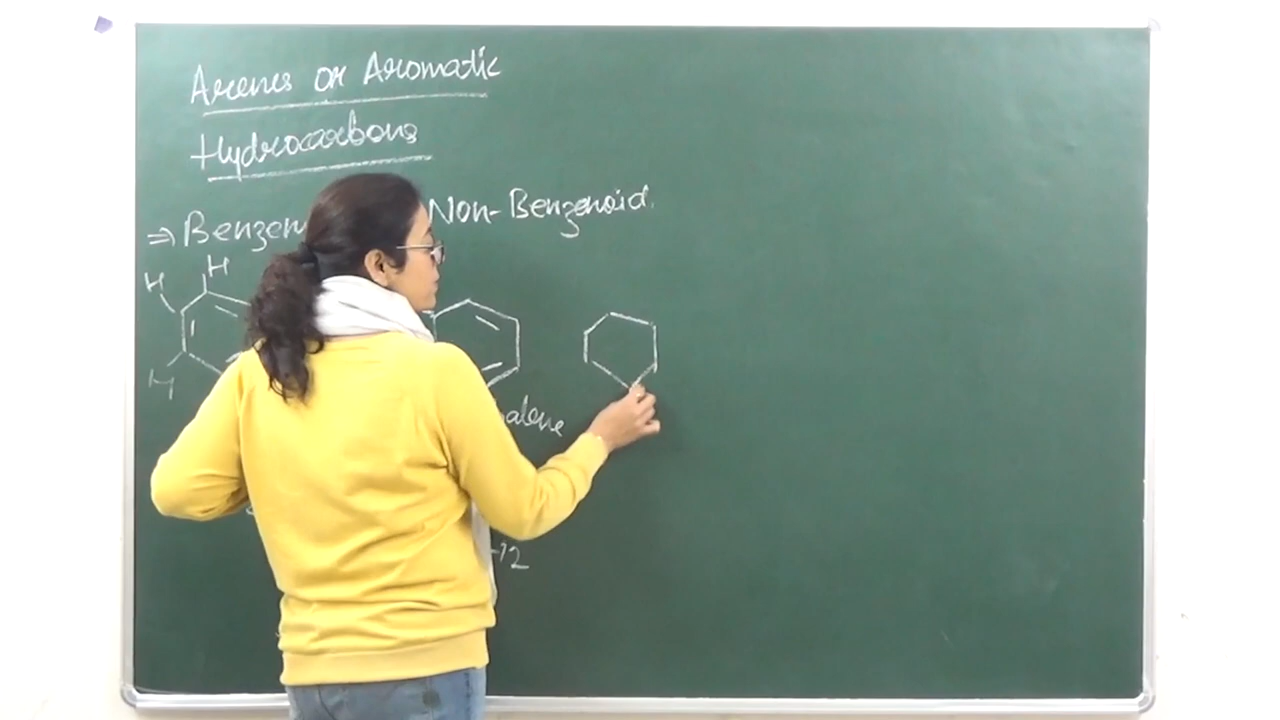 Arenes or Aromatic
Hydrocarbons
⇒ Benzen Non-Benzenoid.
H H
H
alene
12